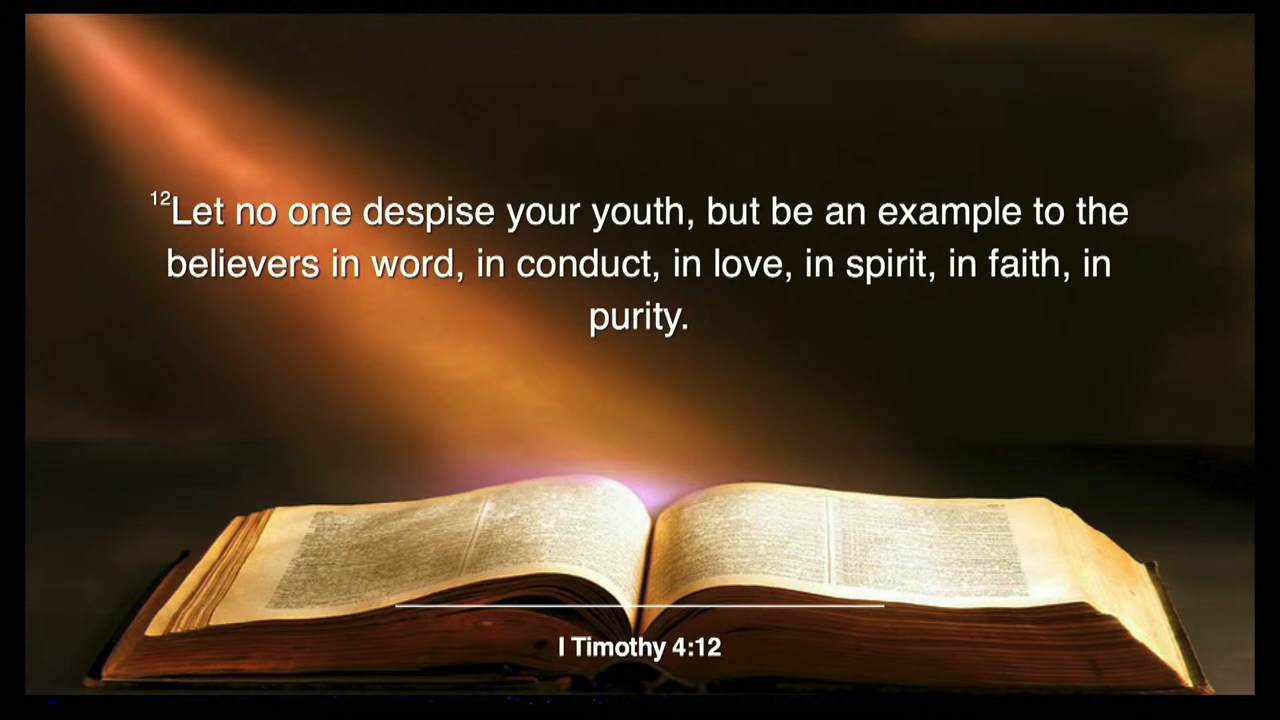 12Let no one despise your youth, but be an example to the
believers in word, in conduct, in love, in spirit, in faith, in
purity.
I Timothy 4:12